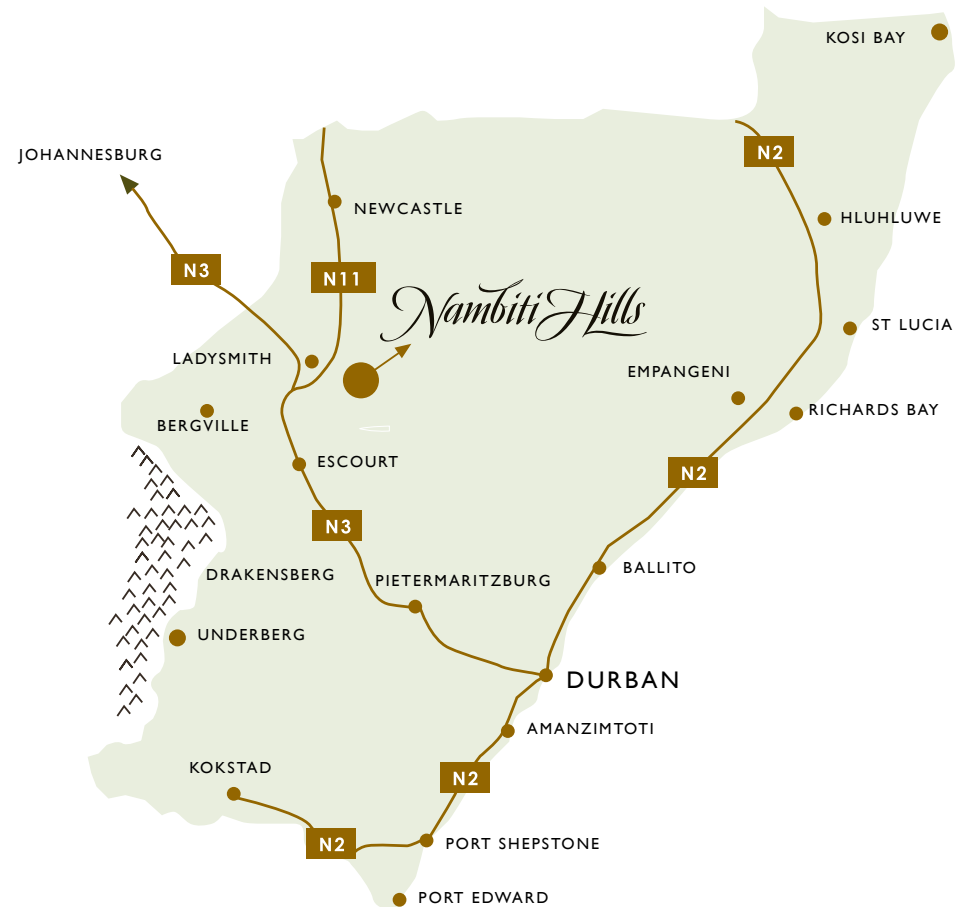 KOSI BAY
N2
JOHANNESBURG
NEWCASTLE
HLUHLUWE
N3
N11
Nambiti Hills
ST LUCIA
LADYSMITH
EMPANGENI
RICHARDS BAY
BERGVILLE
ESCOURT
N2
N3
BALLITO
DRAKENSBERG
PIETERMARITZBURG
UNDERBERG
DURBAN
AMANZIMTOTI
KOKSTAD
N2
N2
PORT SHEPSTONE
PORT EDWARD